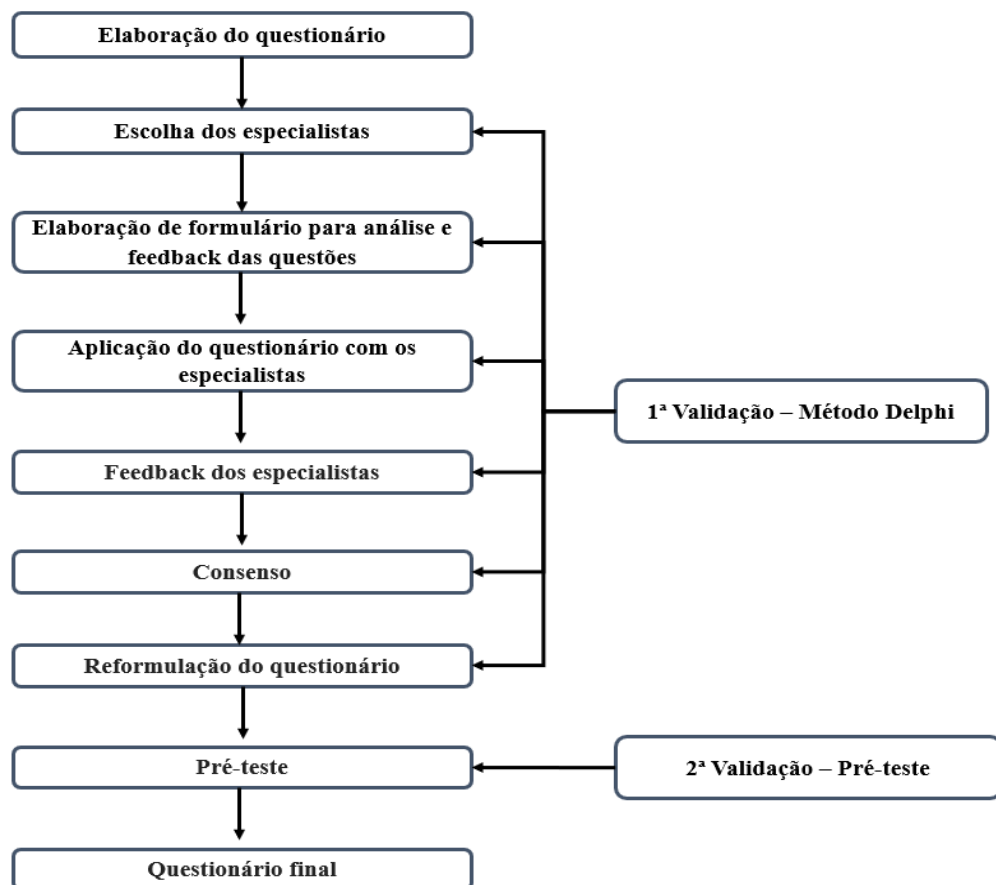 Elaboração do questionário
Escolha dos especialistas
Elaboração de formulário para análise e
feedback das questões
Aplicação do questionário com os
especialistas
1ª Validação – Método Delphi
Feedback dos especialistas
Consenso
Reformulação do questionário
Pré-teste
2ª Validação – Pré-teste
Questionário final